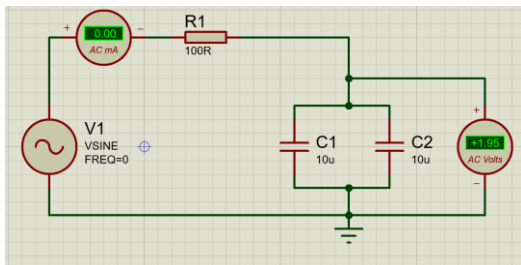 + 0.00 -
AC mA
R1
100R
V1
VSINE
FREQ=0
C1
10u
C2
10u
+
+1.95
AC Volts
-